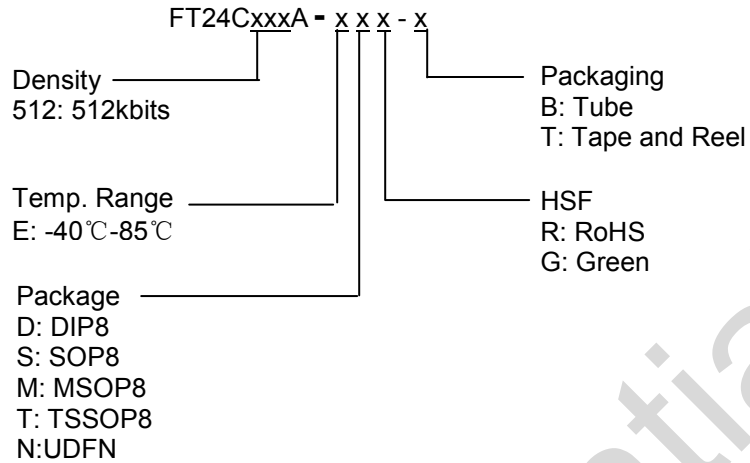 FT24CxxxA - x x x - x
Density
512: 512kbits
Temp. Range
E: -40℃-85℃
Package
D: DIP8
S: SOP8
M: MSOP8
T: TSSOP8
N:UDFN
Packaging
B: Tube
T: Tape and Reel
HSF
R: RoHS
G: Green